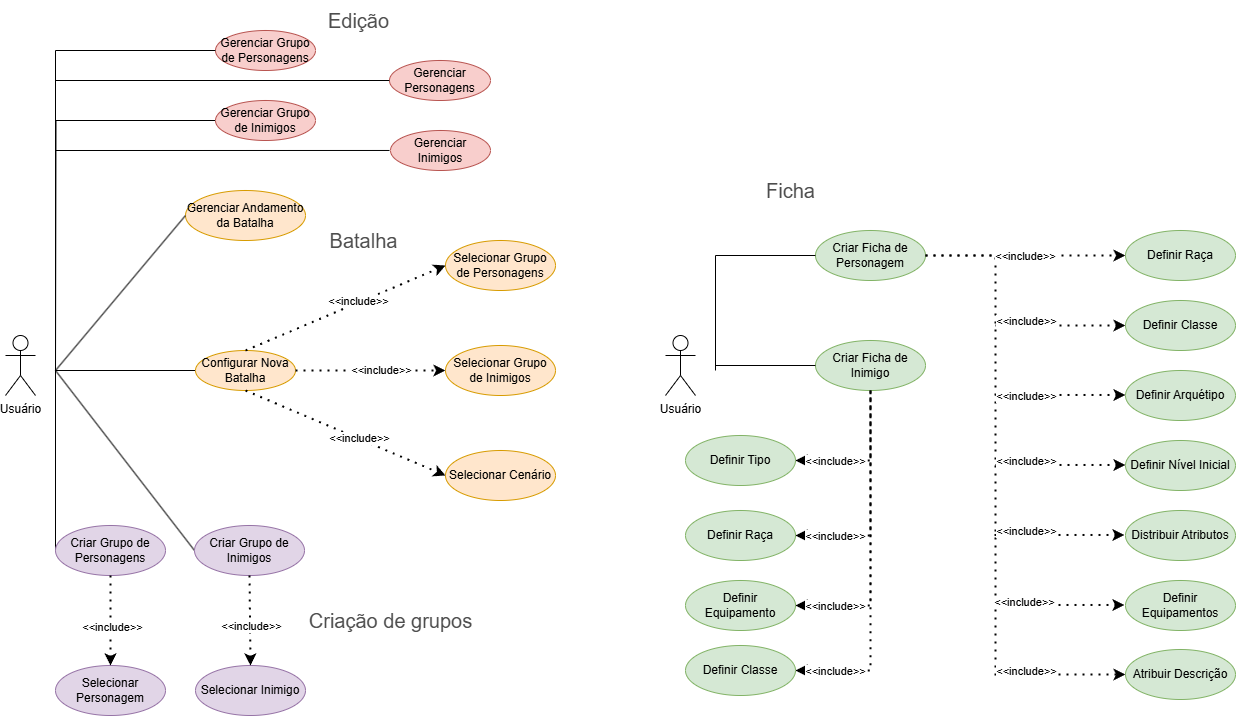 Edição
Gerenciar Grupo
de Personagens
Gerenciar
Personagens
Gerenciar Grupo
de Inimigos
Gerenciar
Inimigos
Gerenciar Andamento
da Batalha
Batalha
Selecionar Grupo
de Personagens
<<include>>
Configurar Nova
Batalha
<<include>>
Selecionar Grupo
de Inimigos
Usuário
<<include>>
Selecionar Cenário
Criar Grupo de
Personagens
Criar Grupo de
Inimigos
<<include>>
<<include>>
Criação de grupos
Selecionar
Personagem
Selecionar Inimigo
Ficha
Criar Ficha de
Personagem
<<include>>
Definir Raça
<<include>>
Definir Classe
Criar Ficha de
Inimigo
Usuário
<<include>>
Definir Arquétipo
Definir Tipo
<<include>>
<<include>>
Definir Nível Inicial
Definir Raça
<<include>>
<<include>>
Distribuir Atributos
Definir
Equipamento
<<include>>
<<include>>
Definir
Equipamentos
Definir Classe
<<include>>
<<include>>
Atribuir Descrição